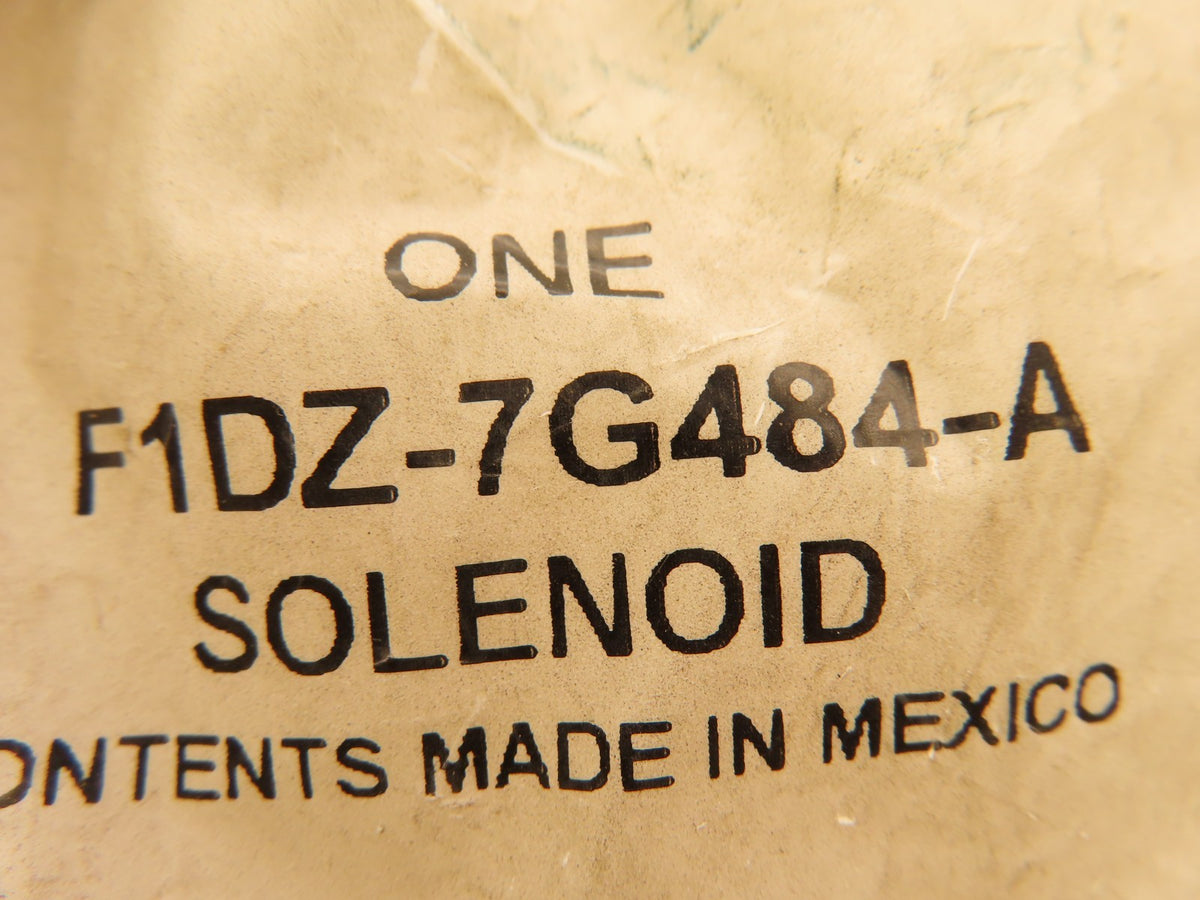 ONE
F1DZ-7G484-A
SOLENOID
ONTENTS MADE IN MEXICO